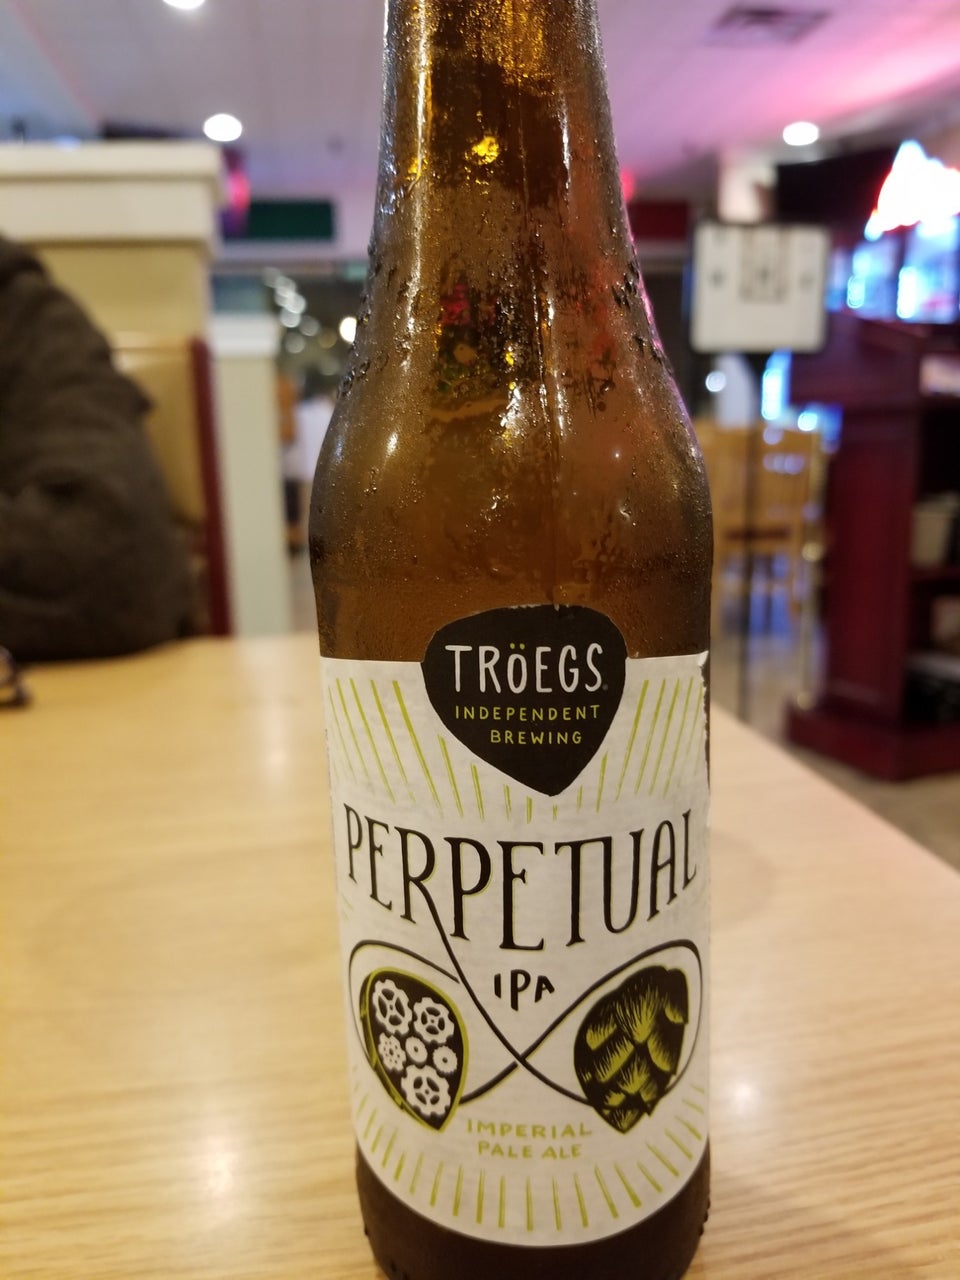 TRÖEGS
INDEPENDENT
BREWING
PERPETUAL
IPA
IMPERIAL
PALE ALE